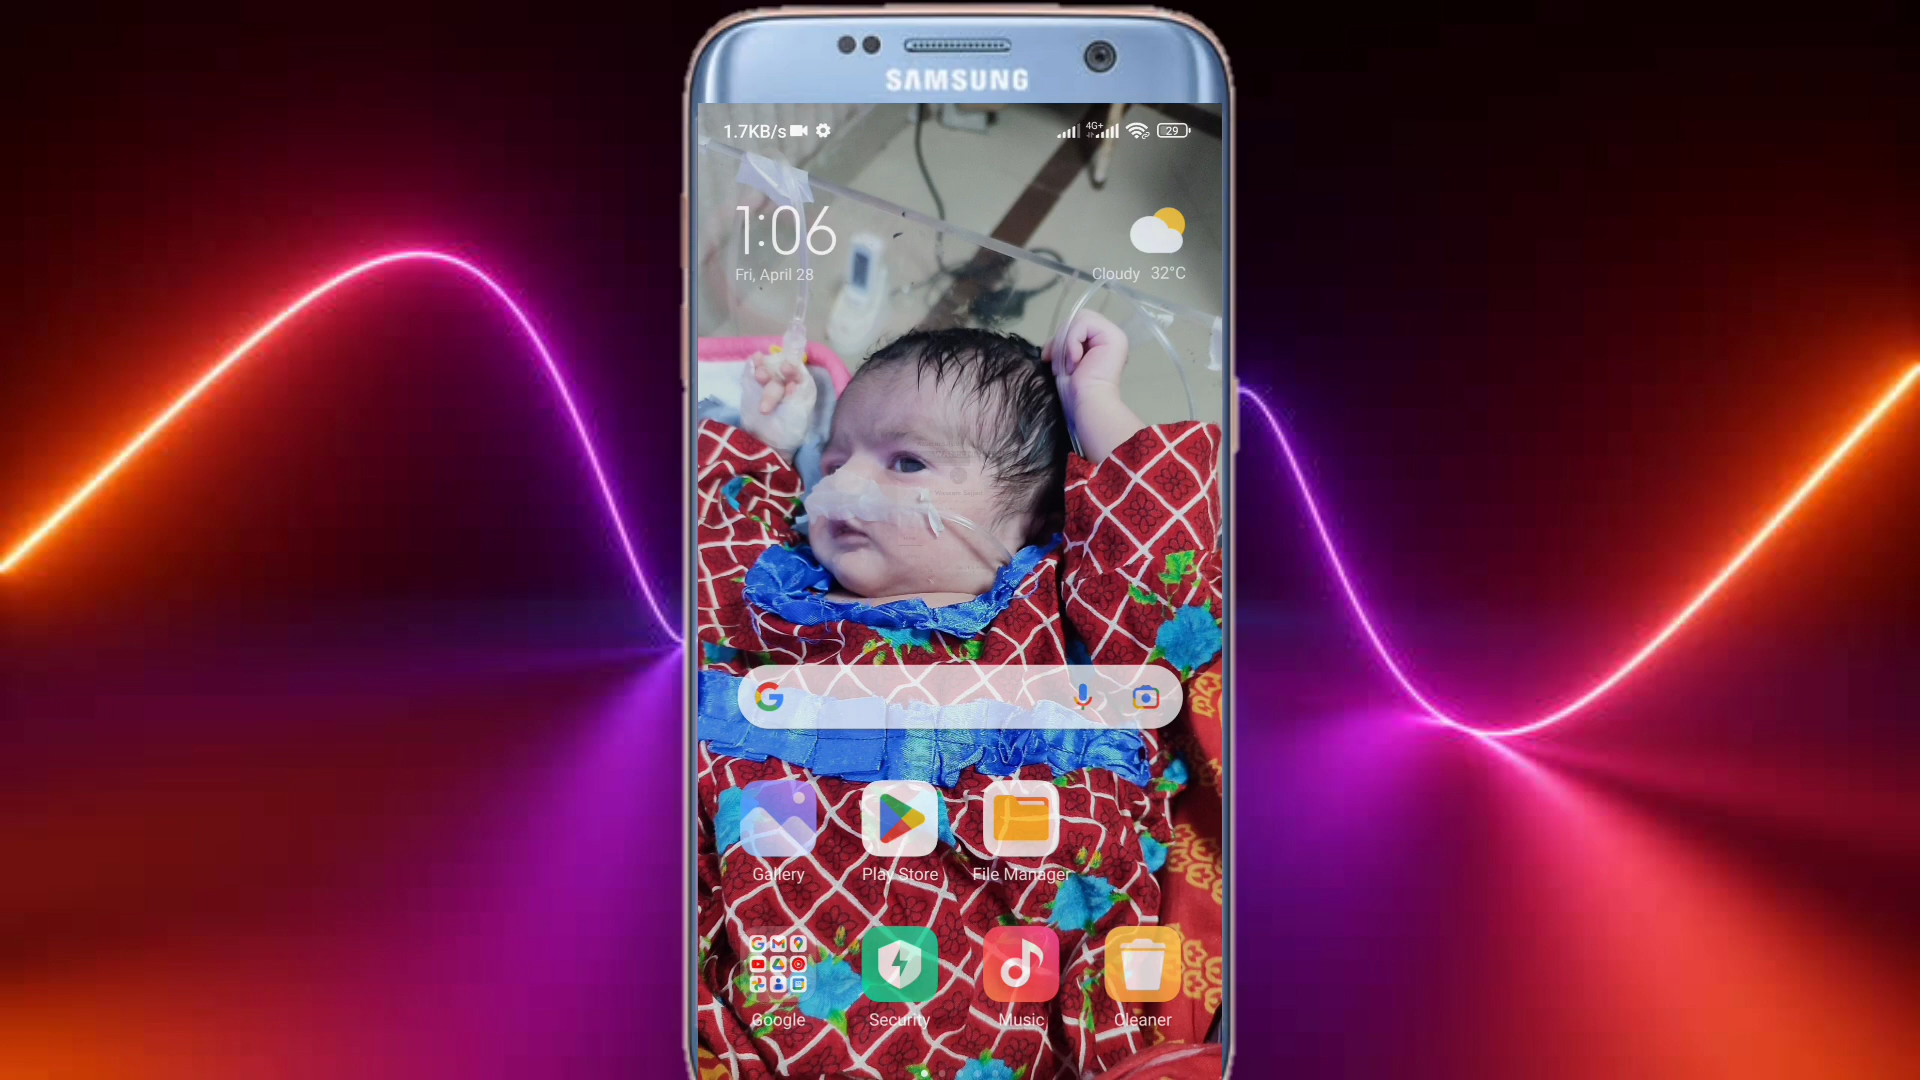 SAMSUNG
1.7KB/s 4G+ 29
1:06
Fri, April 28
Cloudy 32°C
Gallery Play Store File Manager
Google Security Music Cleaner